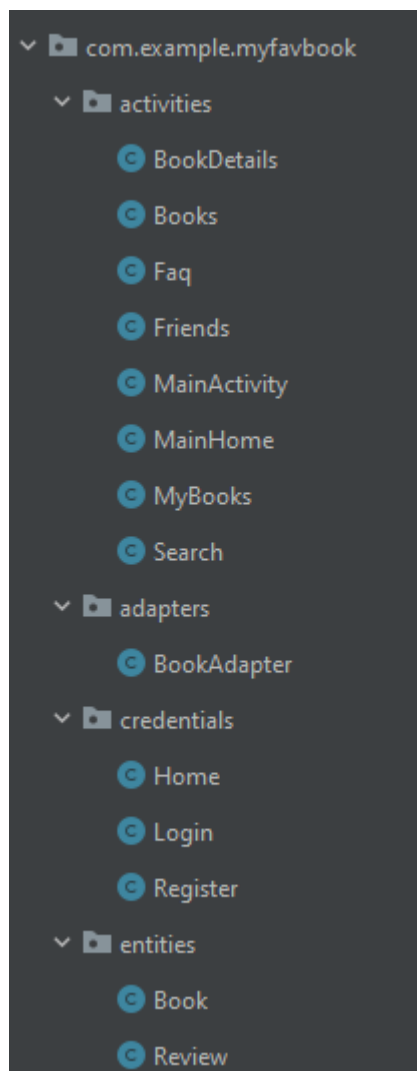 com.example.myfavbook
activities
C BookDetails
C Books
C Faq
C Friends
C MainActivity
C MainHome
C MyBooks
C Search
adapters
C BookAdapter
credentials
C Home
C Login
C Register
entities
C Book
C Review